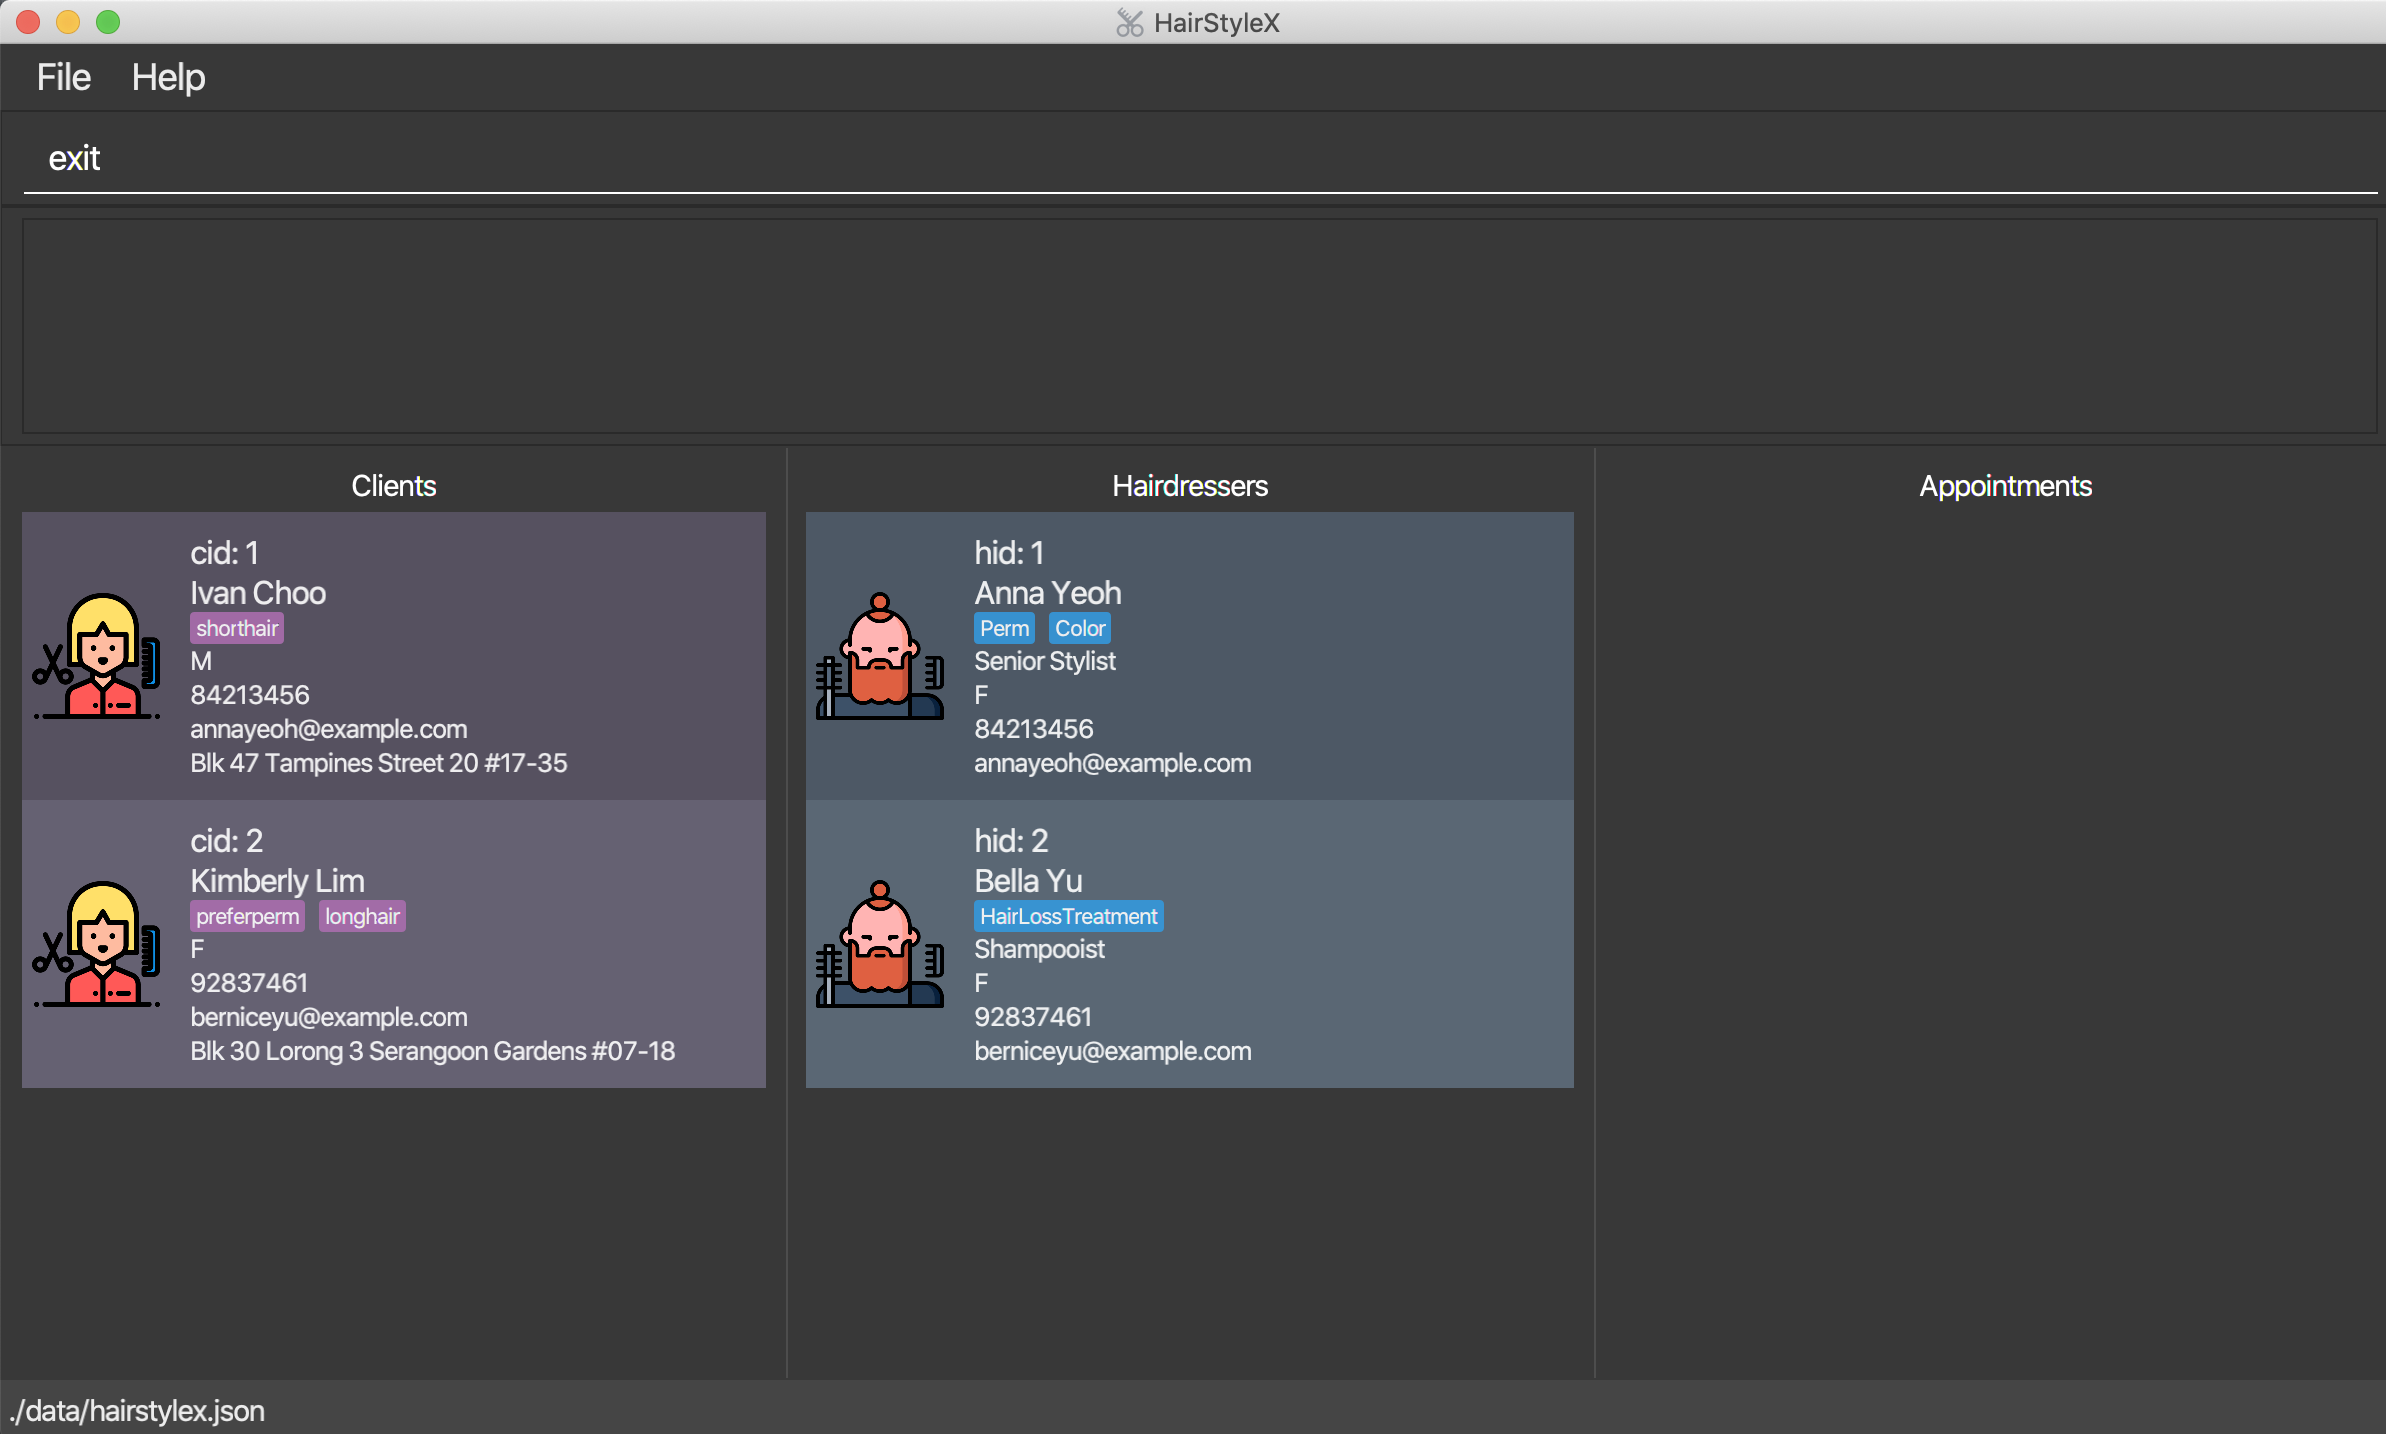 HairStyleX
File Help
exit
Clients
cid: 1
Ivan Choo
shorthair
M
84213456
annayeoh@example.com
Blk 47 Tampines Street 20 #17-35
cid: 2
Kimberly Lim
preferperm longhair
F
92837461
berniceyu@example.com
Blk 30 Lorong 3 Serangoon Gardens #07-18
Hairdressers
hid: 1
Anna Yeoh
Perm Color
Senior Stylist
F
84213456
annayeoh@example.com
hid: 2
Bella Yu
HairLossTreatment
Shampooist
F
92837461
berniceyu@example.com
Appointments
./data/hairstylex.json